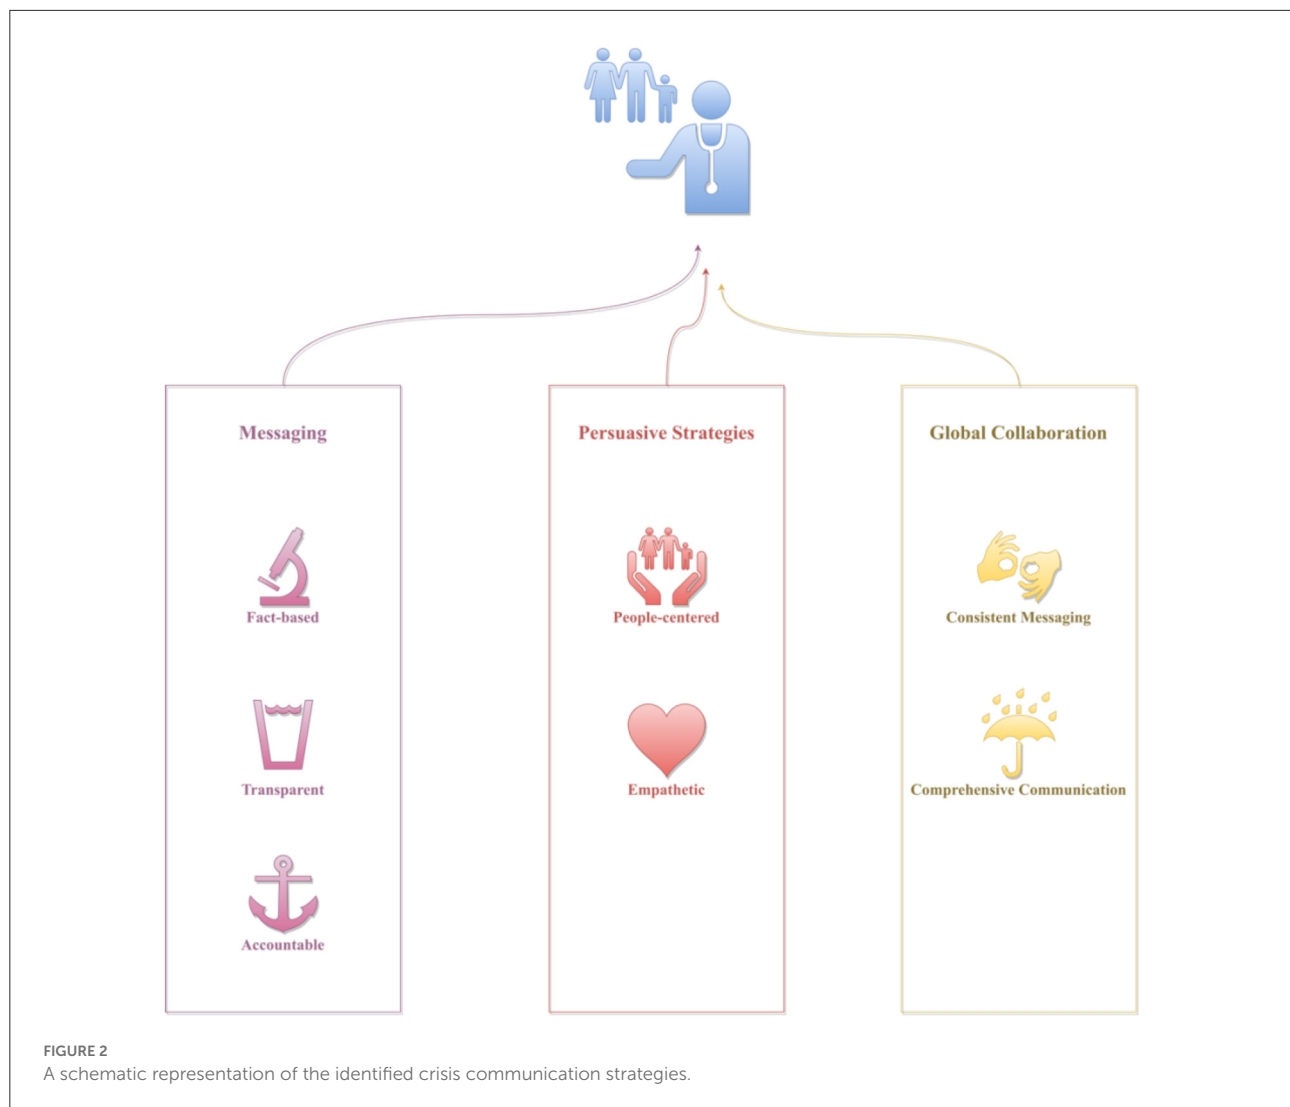 Messaging
Fact-based
Transparent
Accountable
Persuasive Strategies
People-centered
Empathetic
Global Collaboration
Consistent Messaging
Comprehensive Communication
FIGURE 2
A schematic representation of the identified crisis communication strategies.